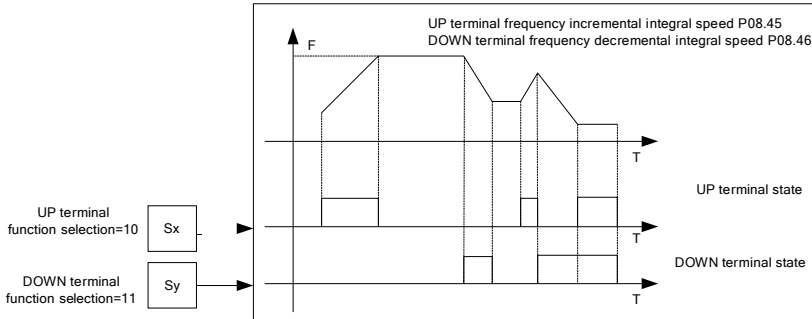 UP terminal frequency incremental integral speed P08.45
DOWN terminal frequency decremental integral speed P08.46
F
T
UP terminal state
UP terminal
function selection=10
Sx
T
DOWN terminal state
DOWN terminal
function selection=11
Sy
T